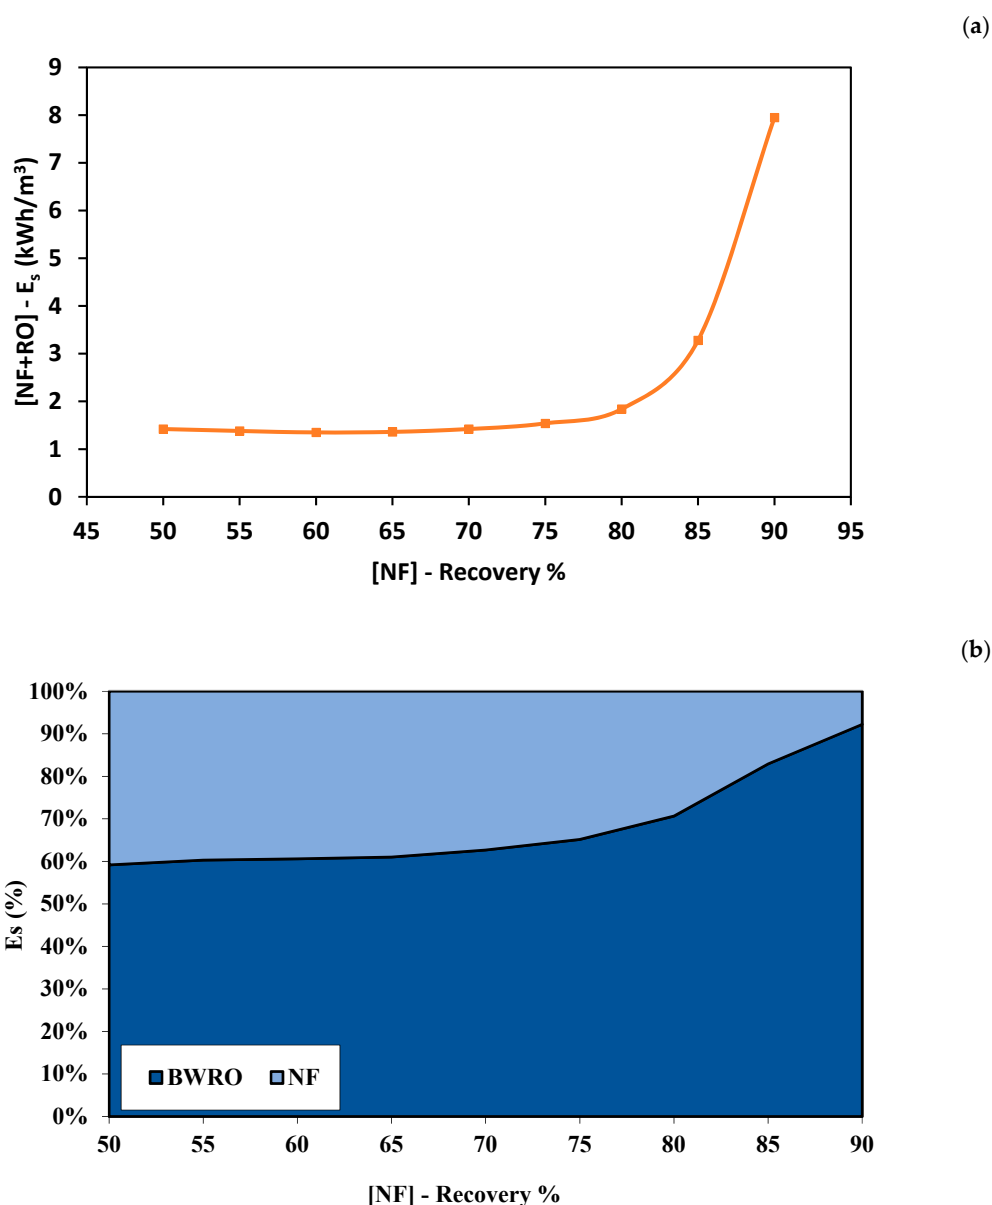 (a)
9
8
7
6
5
4
3
2
1
0
[NF+RO] - Es (kWh/m³)
45 50 55 60 65 70 75 80 85 90 95
[NF] - Recovery %
(b)
100%
90%
80%
70%
60%
50%
40%
30%
20%
10%
0%
Es (%)
BWRO NF
50 55 60 65 70 75 80 85 90
[NF] - Recovery %